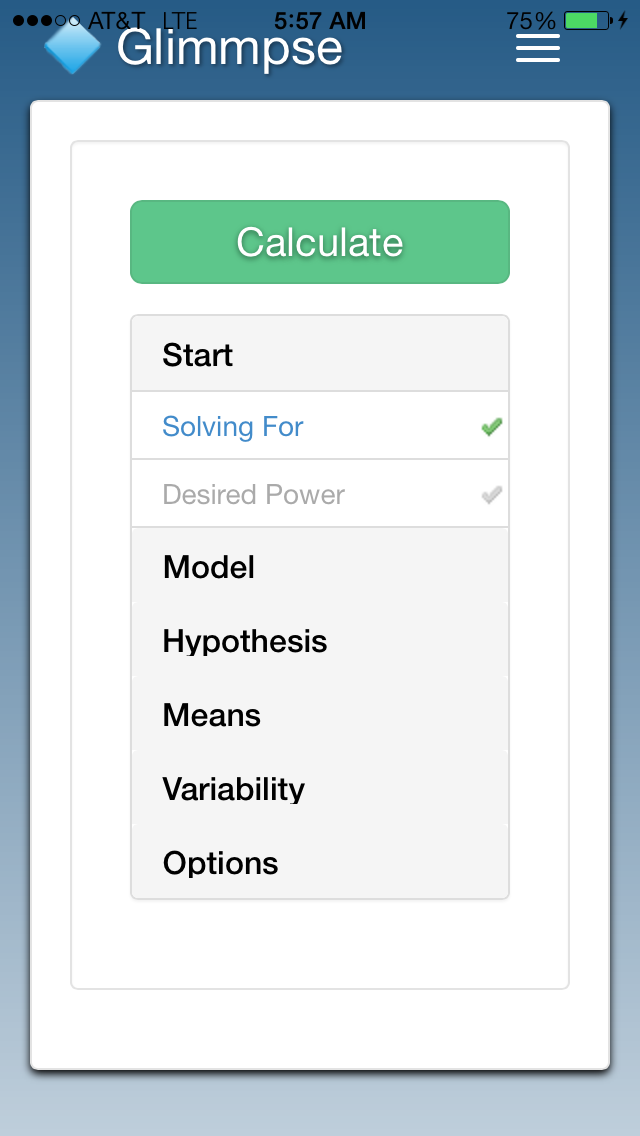 AT&T LTE 5:57 AM 75%
Glimmpse
Calculate
Start
Solving For
Desired Power
Model
Hypothesis
Means
Variability
Options